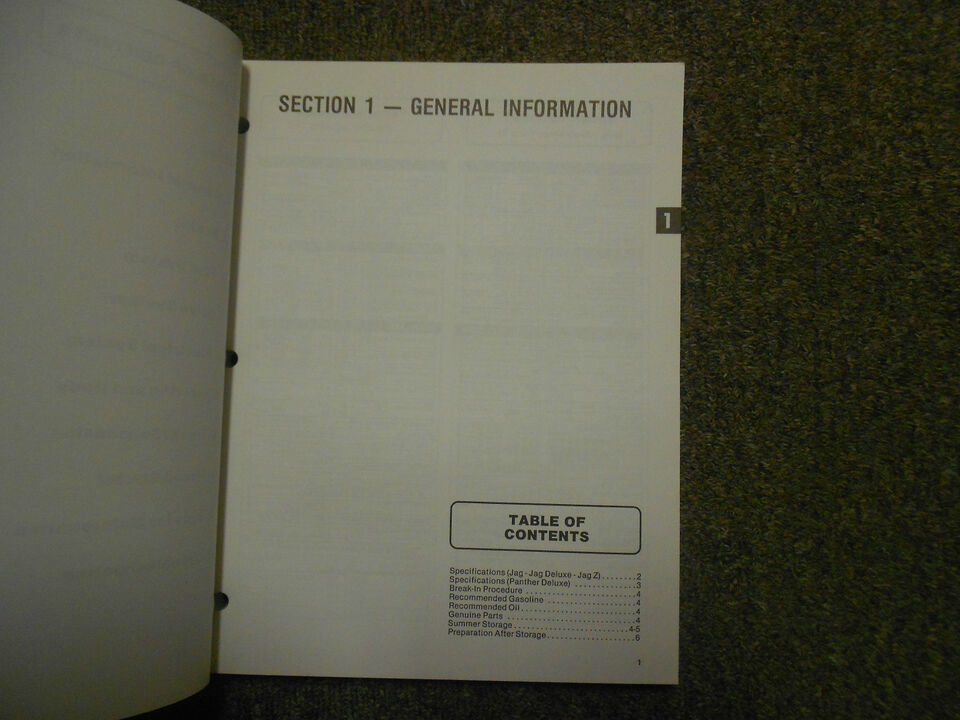 SECTION 1 — GENERAL INFORMATION
1
TABLE OF
CONTENTS
Specifications (Jag - Jag Deluxe - Jag Z)........2
Specifications (Panther Deluxe) ..............3
Break-In Procedure .........................4
Recommended Gasoline ....................4
Recommended Oil..........................4
Genuine Parts .............................4
Summer Storage..........................4-5
Preparation After Storage....................6
1